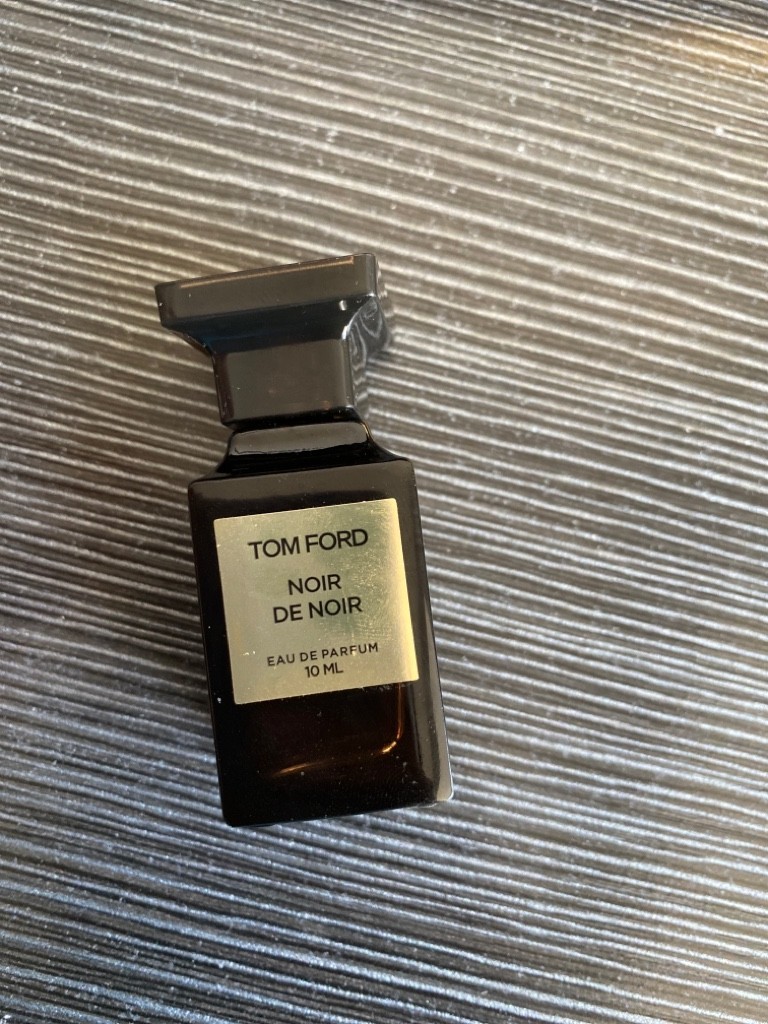 TOM FORD
NOIR
DE NOIR
EAU DE PARFUM
10 ML